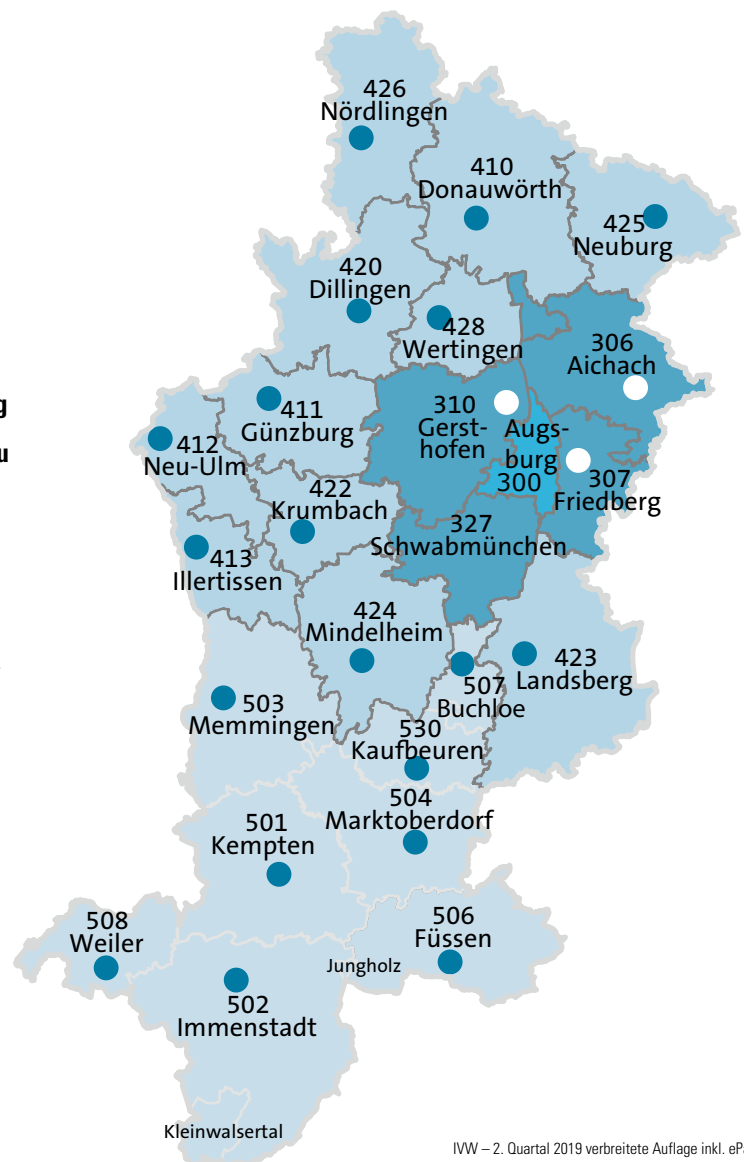 426
Nördlingen
410
Donauwörth
425
Neuburg
420
Dillingen
428
Wertingen
306
Aichach
310
Gerst-
hofen
Augs-
burg
300
411
Günzburg
g
412
Neu-Ulm
u
307
Friedberg
422
Krumbach
327
Schwabmünchen
413
Illertissen
424
Mindelheim
423
Landsberg
507
Buchloe
503
Memmingen
530
Kaufbeuren
504
Marktoberdorf
501
Kempten
506
Füssen
508
Weiler
Jungholz
502
Immenstadt
Kleinwalsertal
IVW – 2. Quartal 2019 verbreitete Auflage inkl. ePa